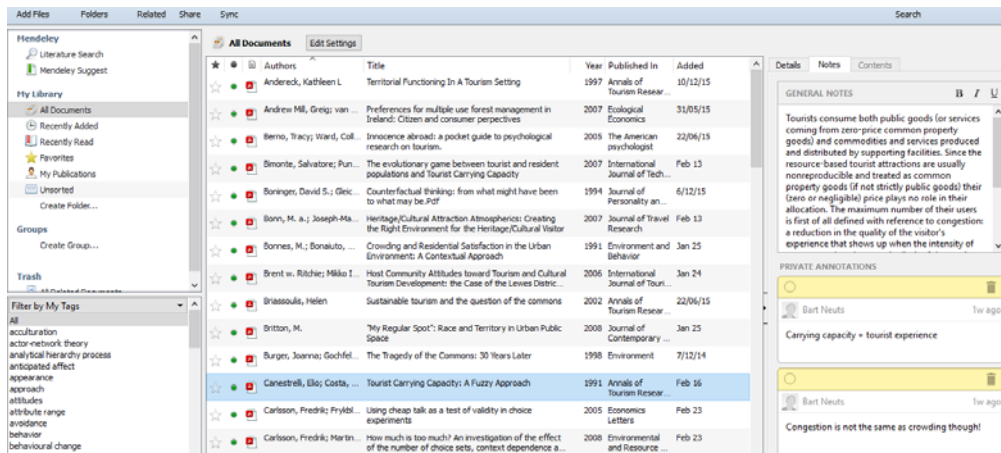 Add Files Folders Related Share Sync Search
Mendeley
Literature Search
Mendeley Suggest
My Library
All Documents
Recently Added
Recently Read
Favorites
My Publications
Unsorted
Create Folder...
Groups
Create Group...
Trash
All Deleted Documents
Filter by My Tags
All
acculturation
actor-network theory
analytical hierarchy process
anticipated affect
appearance
approach
attitudes
attribute range
avoidance
behavior
behavioural change
All Documents Edit Settings
Authors Title Year Published In Added
Andereck, Kathleen L Territorial Functioning In A Tourism Setting 1997 Annals of 10/12/15
Tourism Resear...
Andrew Mill, Greig; van ... Preferences for multiple use forest management in 2007 Ecological 31/05/15
Ireland: Citizen and consumer perpectives Economics
Berno, Tracy; Ward, Coll... Innocence abroad: a pocket guide to psychological 2005 The American 22/06/15
research on tourism. psychologist
Bimonte, Salvatore; Pun... The evolutionary game between tourist and resident 2007 International Feb 13
populations and Tourist Carrying Capacity Journal of Tech...
Boninger, David S.; Gleic... Counterfactual thinking: from what might have been 1994 Journal of 6/12/15
to what may be.Pdf Personality an...
Bonn, M. a.; Joseph-Ma... Heritage/Cultural Attraction Atmospherics: Creating 2007 Journal of Travel Feb 13
the Right Environment for the Heritage/Cultural Visitor Research
Bonnes, M.; Bonaiuto, ... Crowding and Residential Satisfaction in the Urban 1991 Environment and Jan 25
Environment: A Contextual Approach Behavior
Brent w. Ritchie; Mikko I... Host Community Attitudes toward Tourism and Cultural 2006 International Jan 24
Tourism Development: the Case of the Lewes Distric... Journal of Touri...
Briassoulis, Helen Sustainable tourism and the question of the commons 2002 Annals of 22/06/15
Tourism Resear...
Britton, M. "My Regular Spot": Race and Territory in Urban Public 2008 Journal of Jan 25
Space Contemporary ...
Burger, Joanna; Gochfel... The Tragedy of the Commons: 30 Years Later 1998 Environment 7/12/14
Canestrelli, Elio; Costa, ... Tourist Carrying Capacity: A Fuzzy Approach 1991 Annals of Feb 16
Tourism Resear...
Carlsson, Fredrik; Frykbl... Using cheap talk as a test of validity in choice 2005 Economics Feb 23
experiments Letters
Carlsson, Fredrik; Martin... How much is too much? An investigation of the effect 2008 Environmental Feb 23
of the number of choice sets, context dependence a... and Resource ...
Details Notes Contents
GENERAL NOTES B I U
Tourists consume both public goods (or services
coming from zero-price common property
goods) and commodities and services produced
and distributed by supporting facilities. Since the
resource-based tourist attractions are usually
nonreproducible and treated as common
property goods (if not strictly public goods) their
(zero or negligible) price plays no role in their
allocation. The maximum number of their users
is first of all defined with reference to congestion:
a reduction in the quality of the visitor's
experience that shows up when the intensity of
PRIVATE ANNOTATIONS
Bart Neuts 1w ago
Carrying capacity + tourist experience
Bart Neuts 1w ago
Congestion is not the same as crowding though!